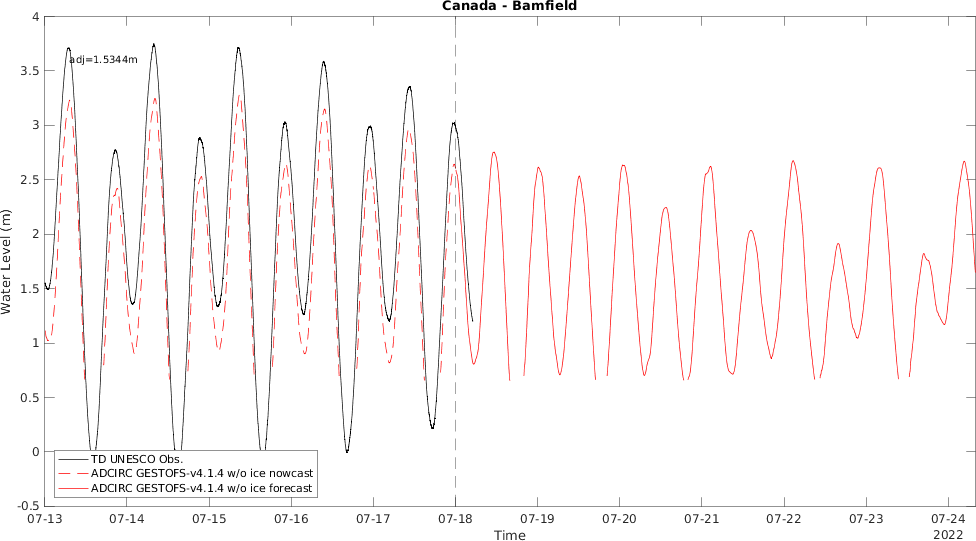 Canada - Bamfield
4
adj=1.5344m
3.5
3
2.5
2
1.5
1
0.5
0
-0.5
Water Level (m)
TD UNESCO Obs.
ADCIRC GESTOFS-v4.1.4 w/o ice nowcast
ADCIRC GESTOFS-v4.1.4 w/o ice forecast
07-13 07-14 07-15 07-16 07-17 07-18 07-19 07-20 07-21 07-22 07-23 07-24
Time
2022